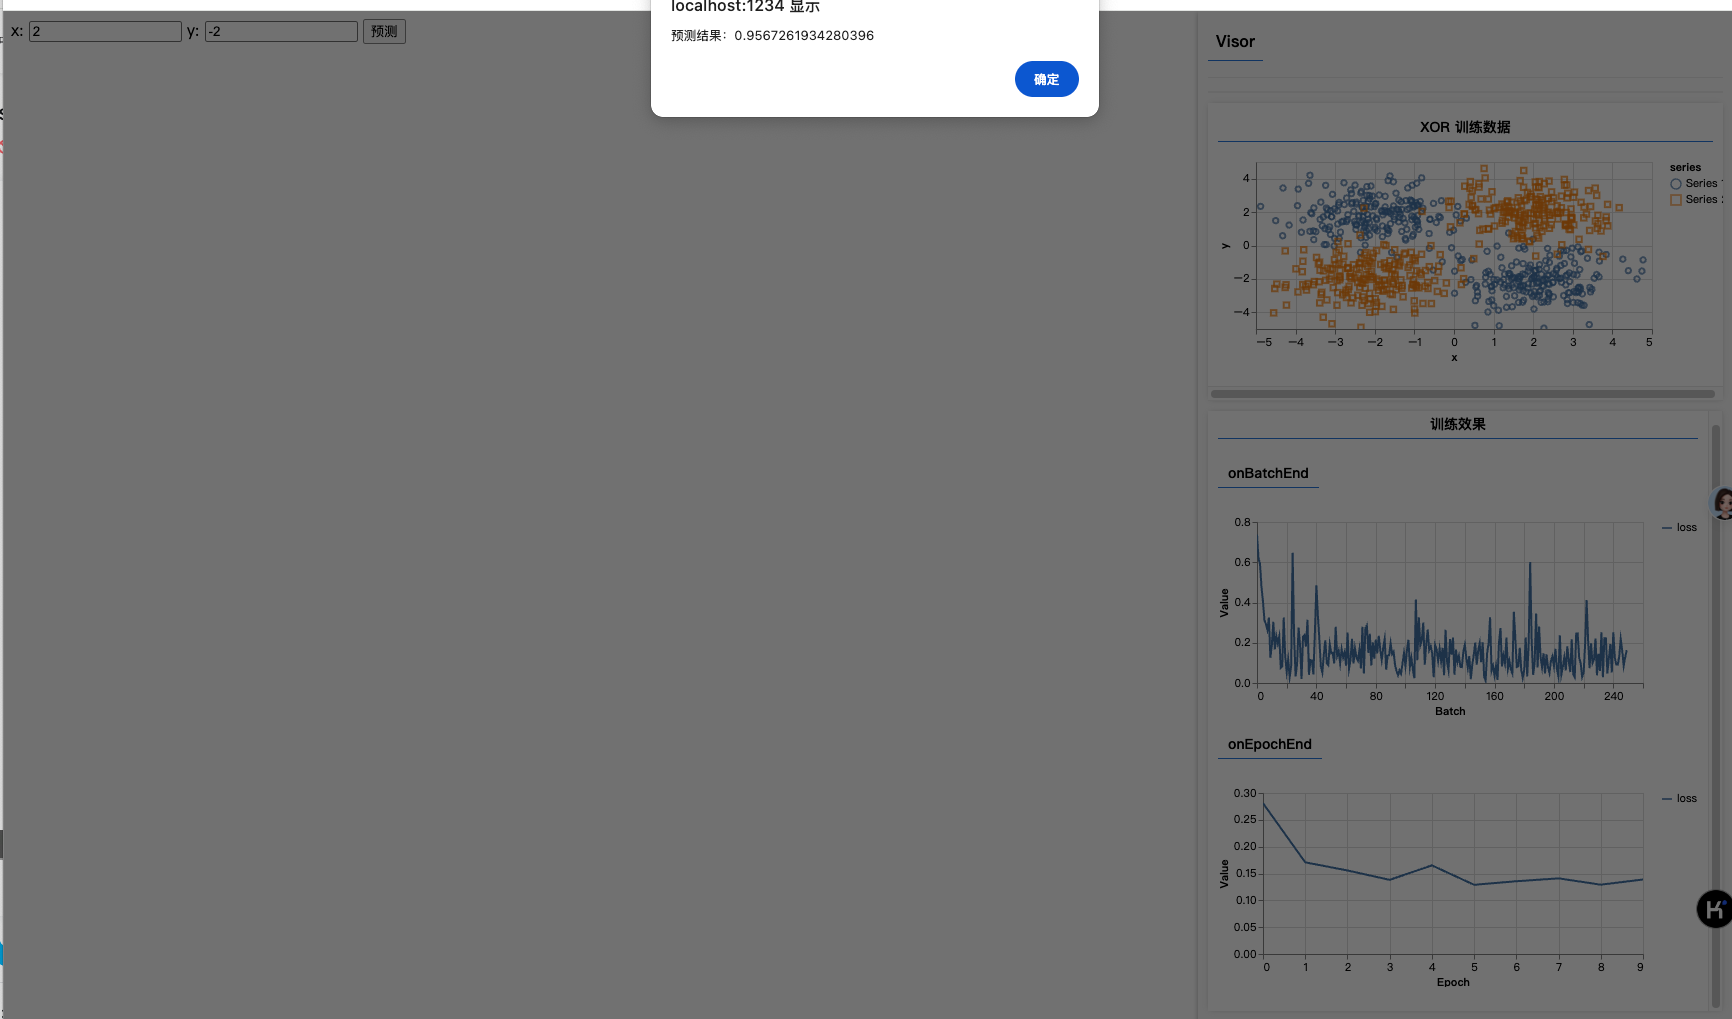 localhost:1234 显示
预测结果：0.9567261934280396
确定
x: 2 y: -2 预测
Visor
XOR 训练数据
series
Series
Series
4
2
0
−2
−4
y
−5 −4 −3 −2 −1 0 1 2 3 4 5
x
训练效果
onBatchEnd
0.8
0.6
0.4
0.2
0.0
Value
loss
0 40 80 120 160 200 240
Batch
onEpochEnd
0.30
0.25
0.20
0.15
0.10
0.05
0.00
Value
loss
0 1 2 3 4 5 6 7 8 9
Epoch